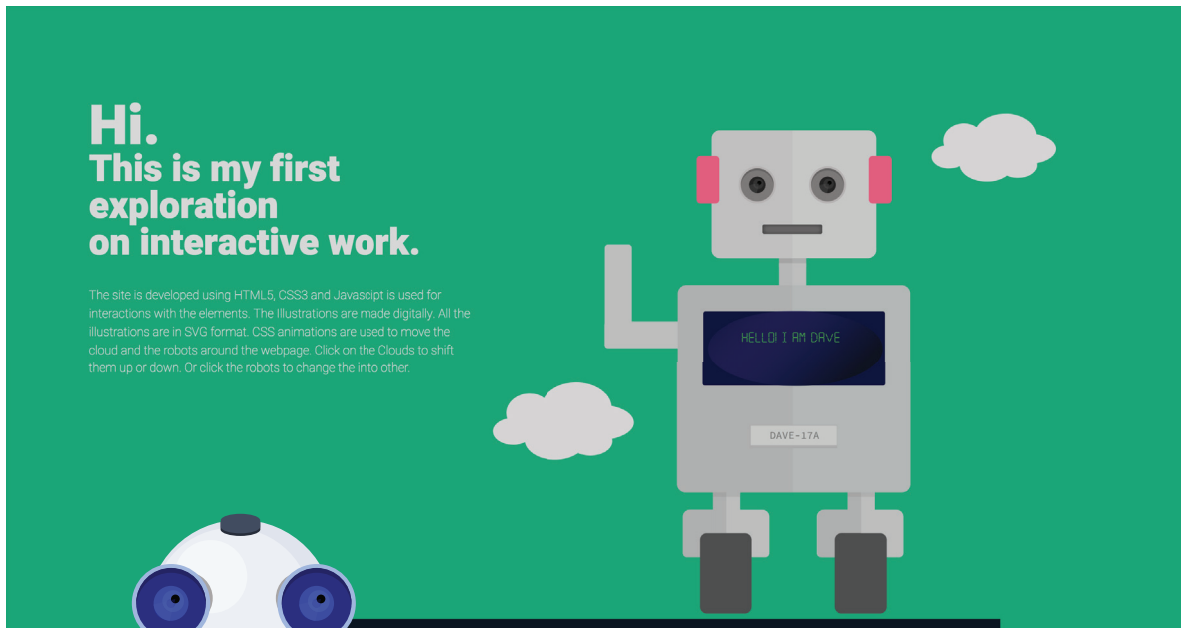 Hi.
This is my first
exploration
on interactive work.
The site is developed using HTML5, CSS3 and Javascipt is used for
interactions with the elements. The Illustrations are made digitally. All the
illustrations are in SVG format. CSS animations are used to move the
cloud and the robots around the webpage. Click on the Clouds to shift
them up or down. Or click the robots to change the into other.
HELLO! I AM DAVE
DAVE-17A